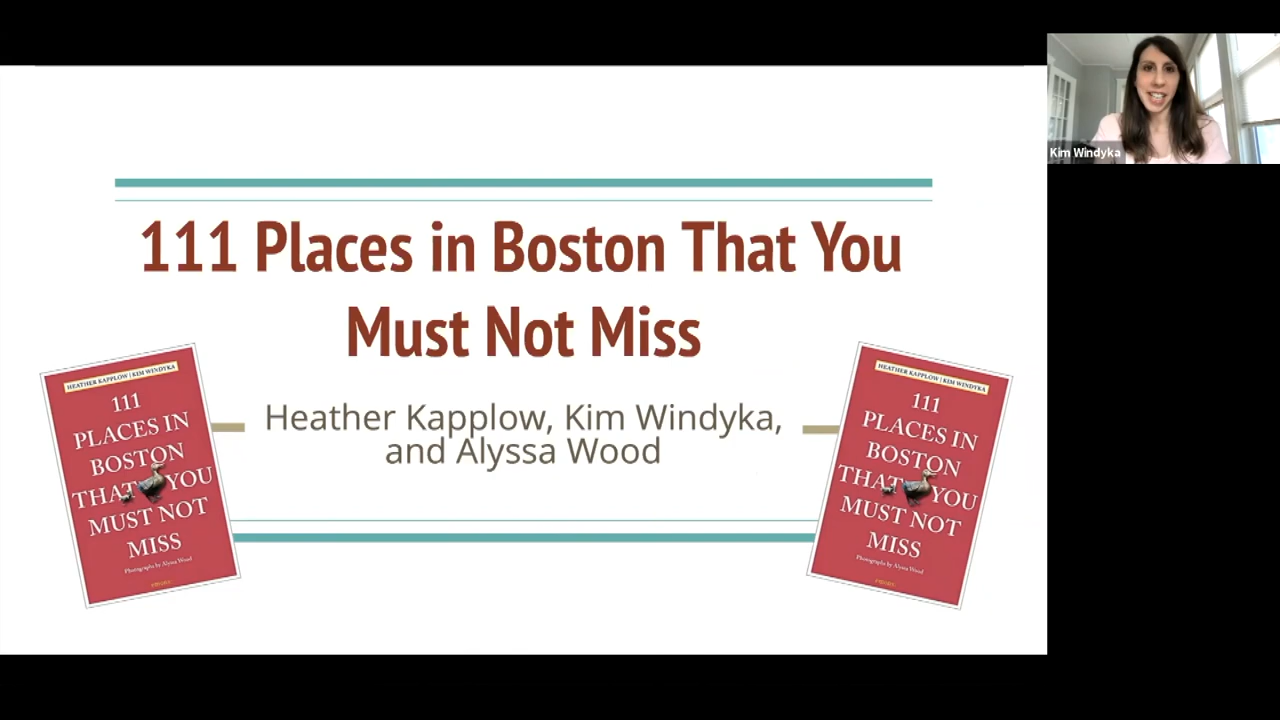 111 Places in Boston That You
Must Not Miss
Heather Kapplow, Kim Windyka,
and Alyssa Wood
HEATHER KAPPLOW | KIM WINDYKA
111
PLACES IN
BOSTON
THAT YOU
MUST NOT
MISS
Photographs by Alyssa Wood
HEATHER KAPPLOW | KIM WINDYKA
111
PLACES IN
BOSTON
THAT YOU
MUST NOT
MISS
Photographs by Alyssa Wood
Kim Windyka